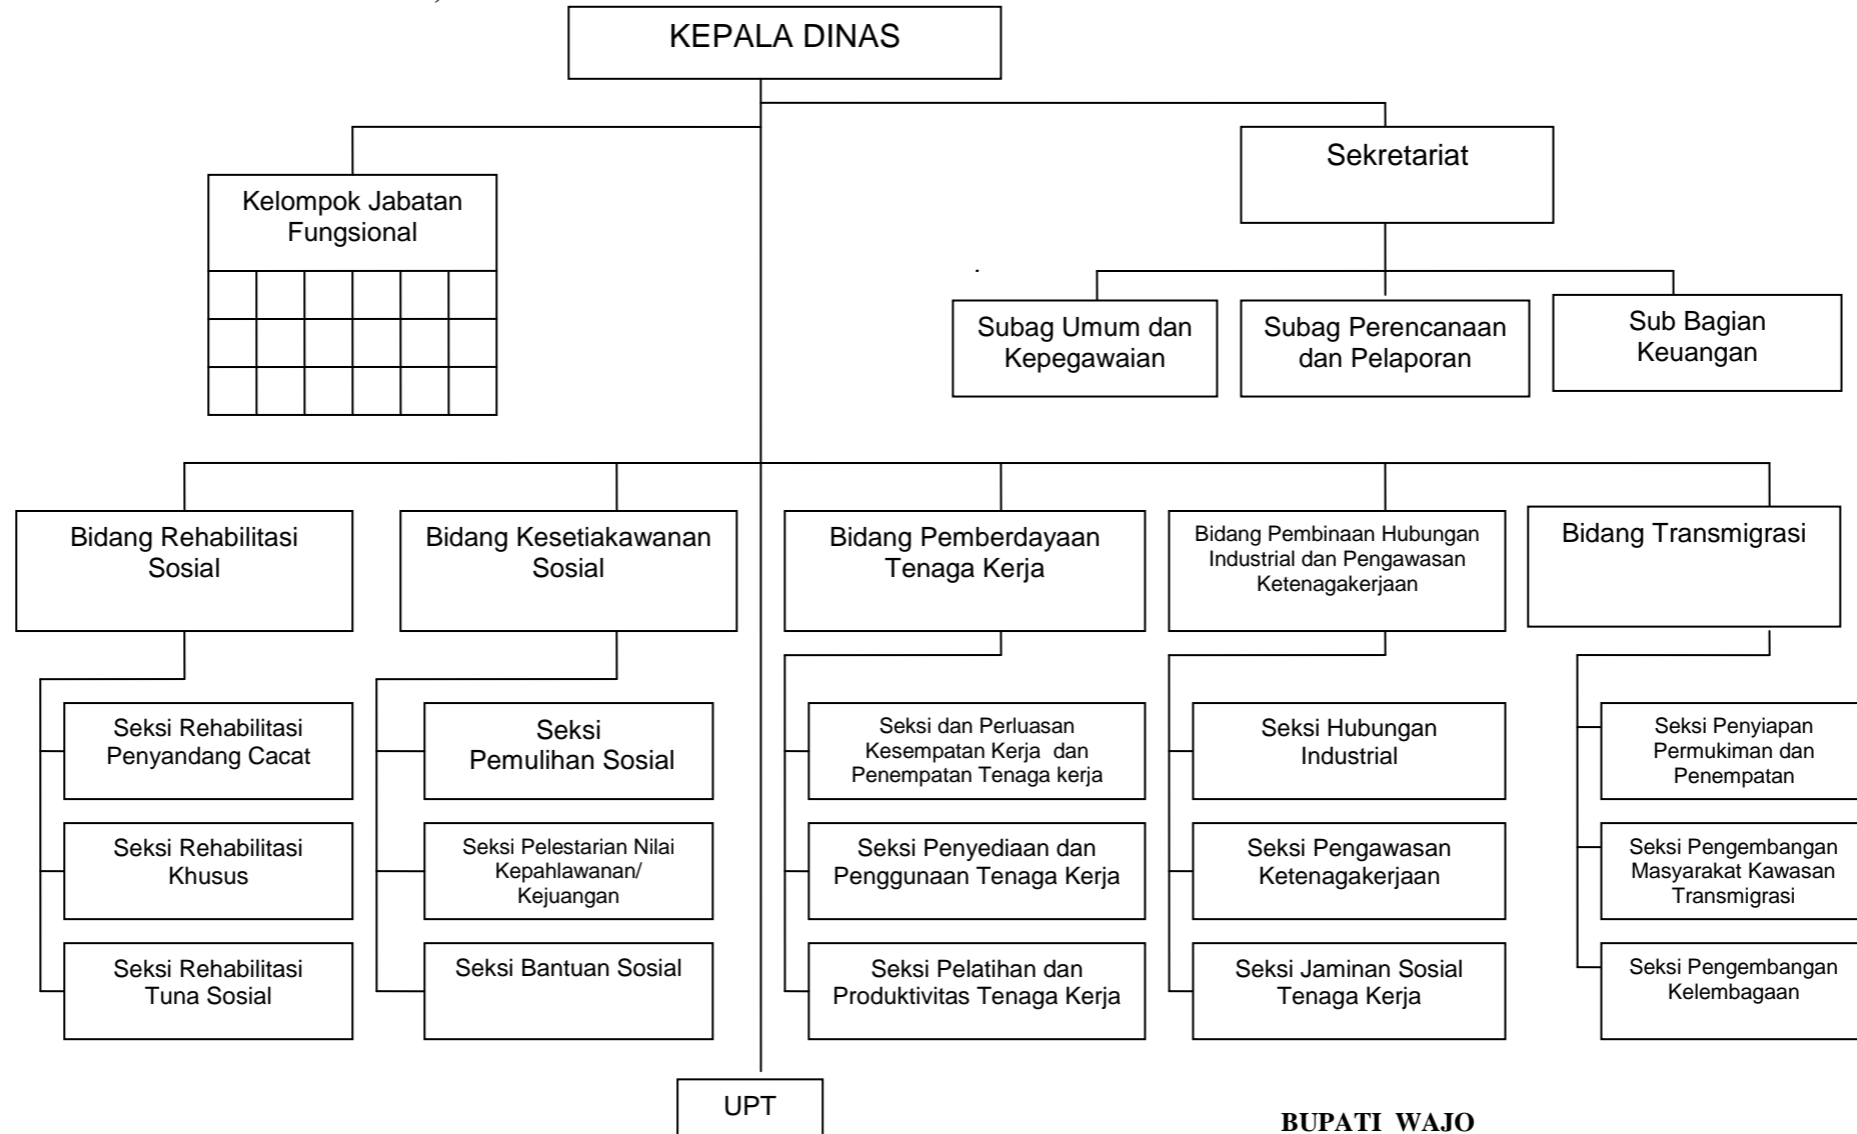 KEPALA DINAS
Sekretariat
Kelompok Jabatan
Fungsional
Subag Umum dan
Kepegawaian
Subag Perencanaan
dan Pelaporan
Sub Bagian
Keuangan
Bidang Rehabilitasi
Sosial
Bidang Kesetiakawanan
Sosial
Bidang Pemberdayaan
Tenaga Kerja
Bidang Pembinaan Hubungan
Industrial dan Pengawasan
Ketenagakerjaan
Bidang Transmigrasi
Seksi Rehabilitasi
Penyandang Cacat
Seksi
Pemulihan Sosial
Seksi dan Perluasan
Kesempatan Kerja dan
Penempatan Tenaga kerja
Seksi Hubungan
Industrial
Seksi Penyiapan
Permukiman dan
Penempatan
Seksi Rehabilitasi
Khusus
Seksi Pelestarian Nilai
Kepahlawanan/
Kejuangan
Seksi Penyediaan dan
Penggunaan Tenaga Kerja
Seksi Pengawasan
Ketenagakerjaan
Seksi Pengembangan
Masyarakat Kawasan
Transmigrasi
Seksi Rehabilitasi
Tuna Sosial
Seksi Bantuan Sosial
Seksi Pelatihan dan
Produktivitas Tenaga Kerja
Seksi Jaminan Sosial
Tenaga Kerja
Seksi Pengembangan
Kelembagaan
UPT
BUPATI WAJO